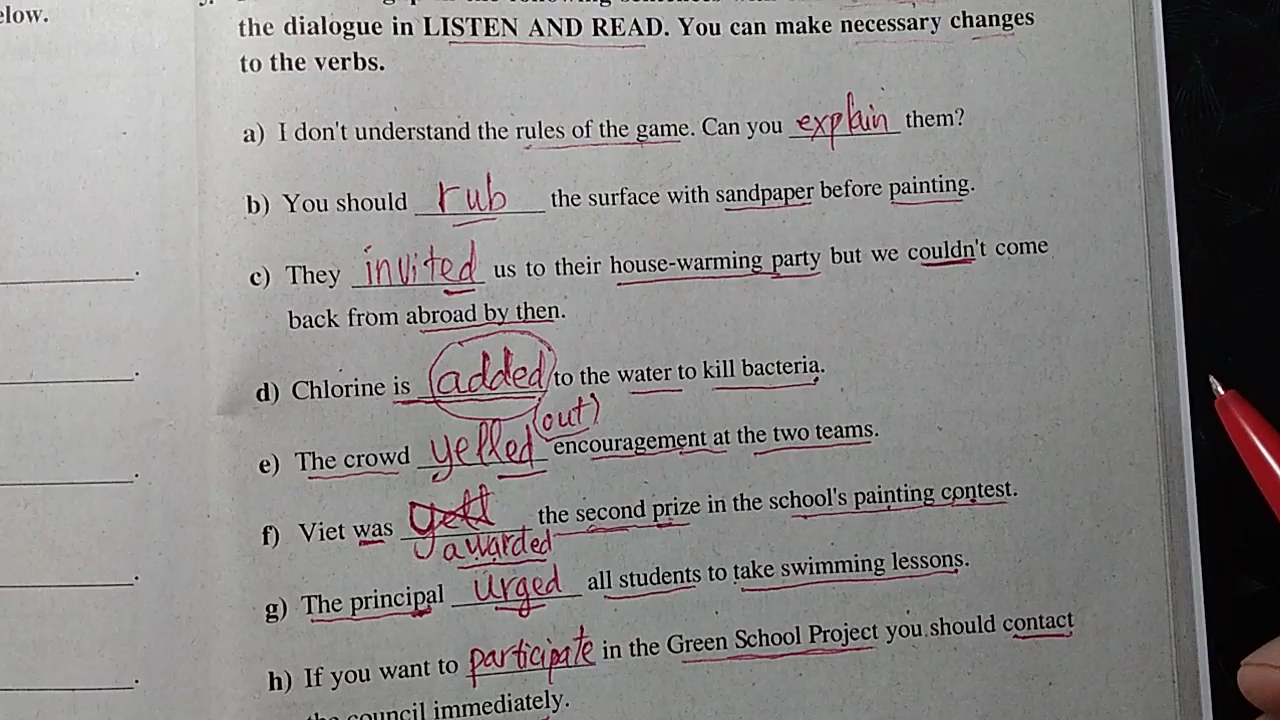 elow.
the dialogue in LISTEN AND READ. You can make necessary changes
to the verbs.
a) I don't understand the rules of the game. Can you explain them?
b) You should rub the surface with sandpaper before painting.
c) They invited us to their house-warming party but we couldn't come
back from abroad by then.
d) Chlorine is added to the water to kill bacteria.
(out)
e) The crowd yelled encouragement at the two teams.
f) Viet was the second prize in the school's painting contest.
awarded
g) The principal urged all students to take swimming lessons.
h) If you want to participate in the Green School Project you should contact
the council immediately.